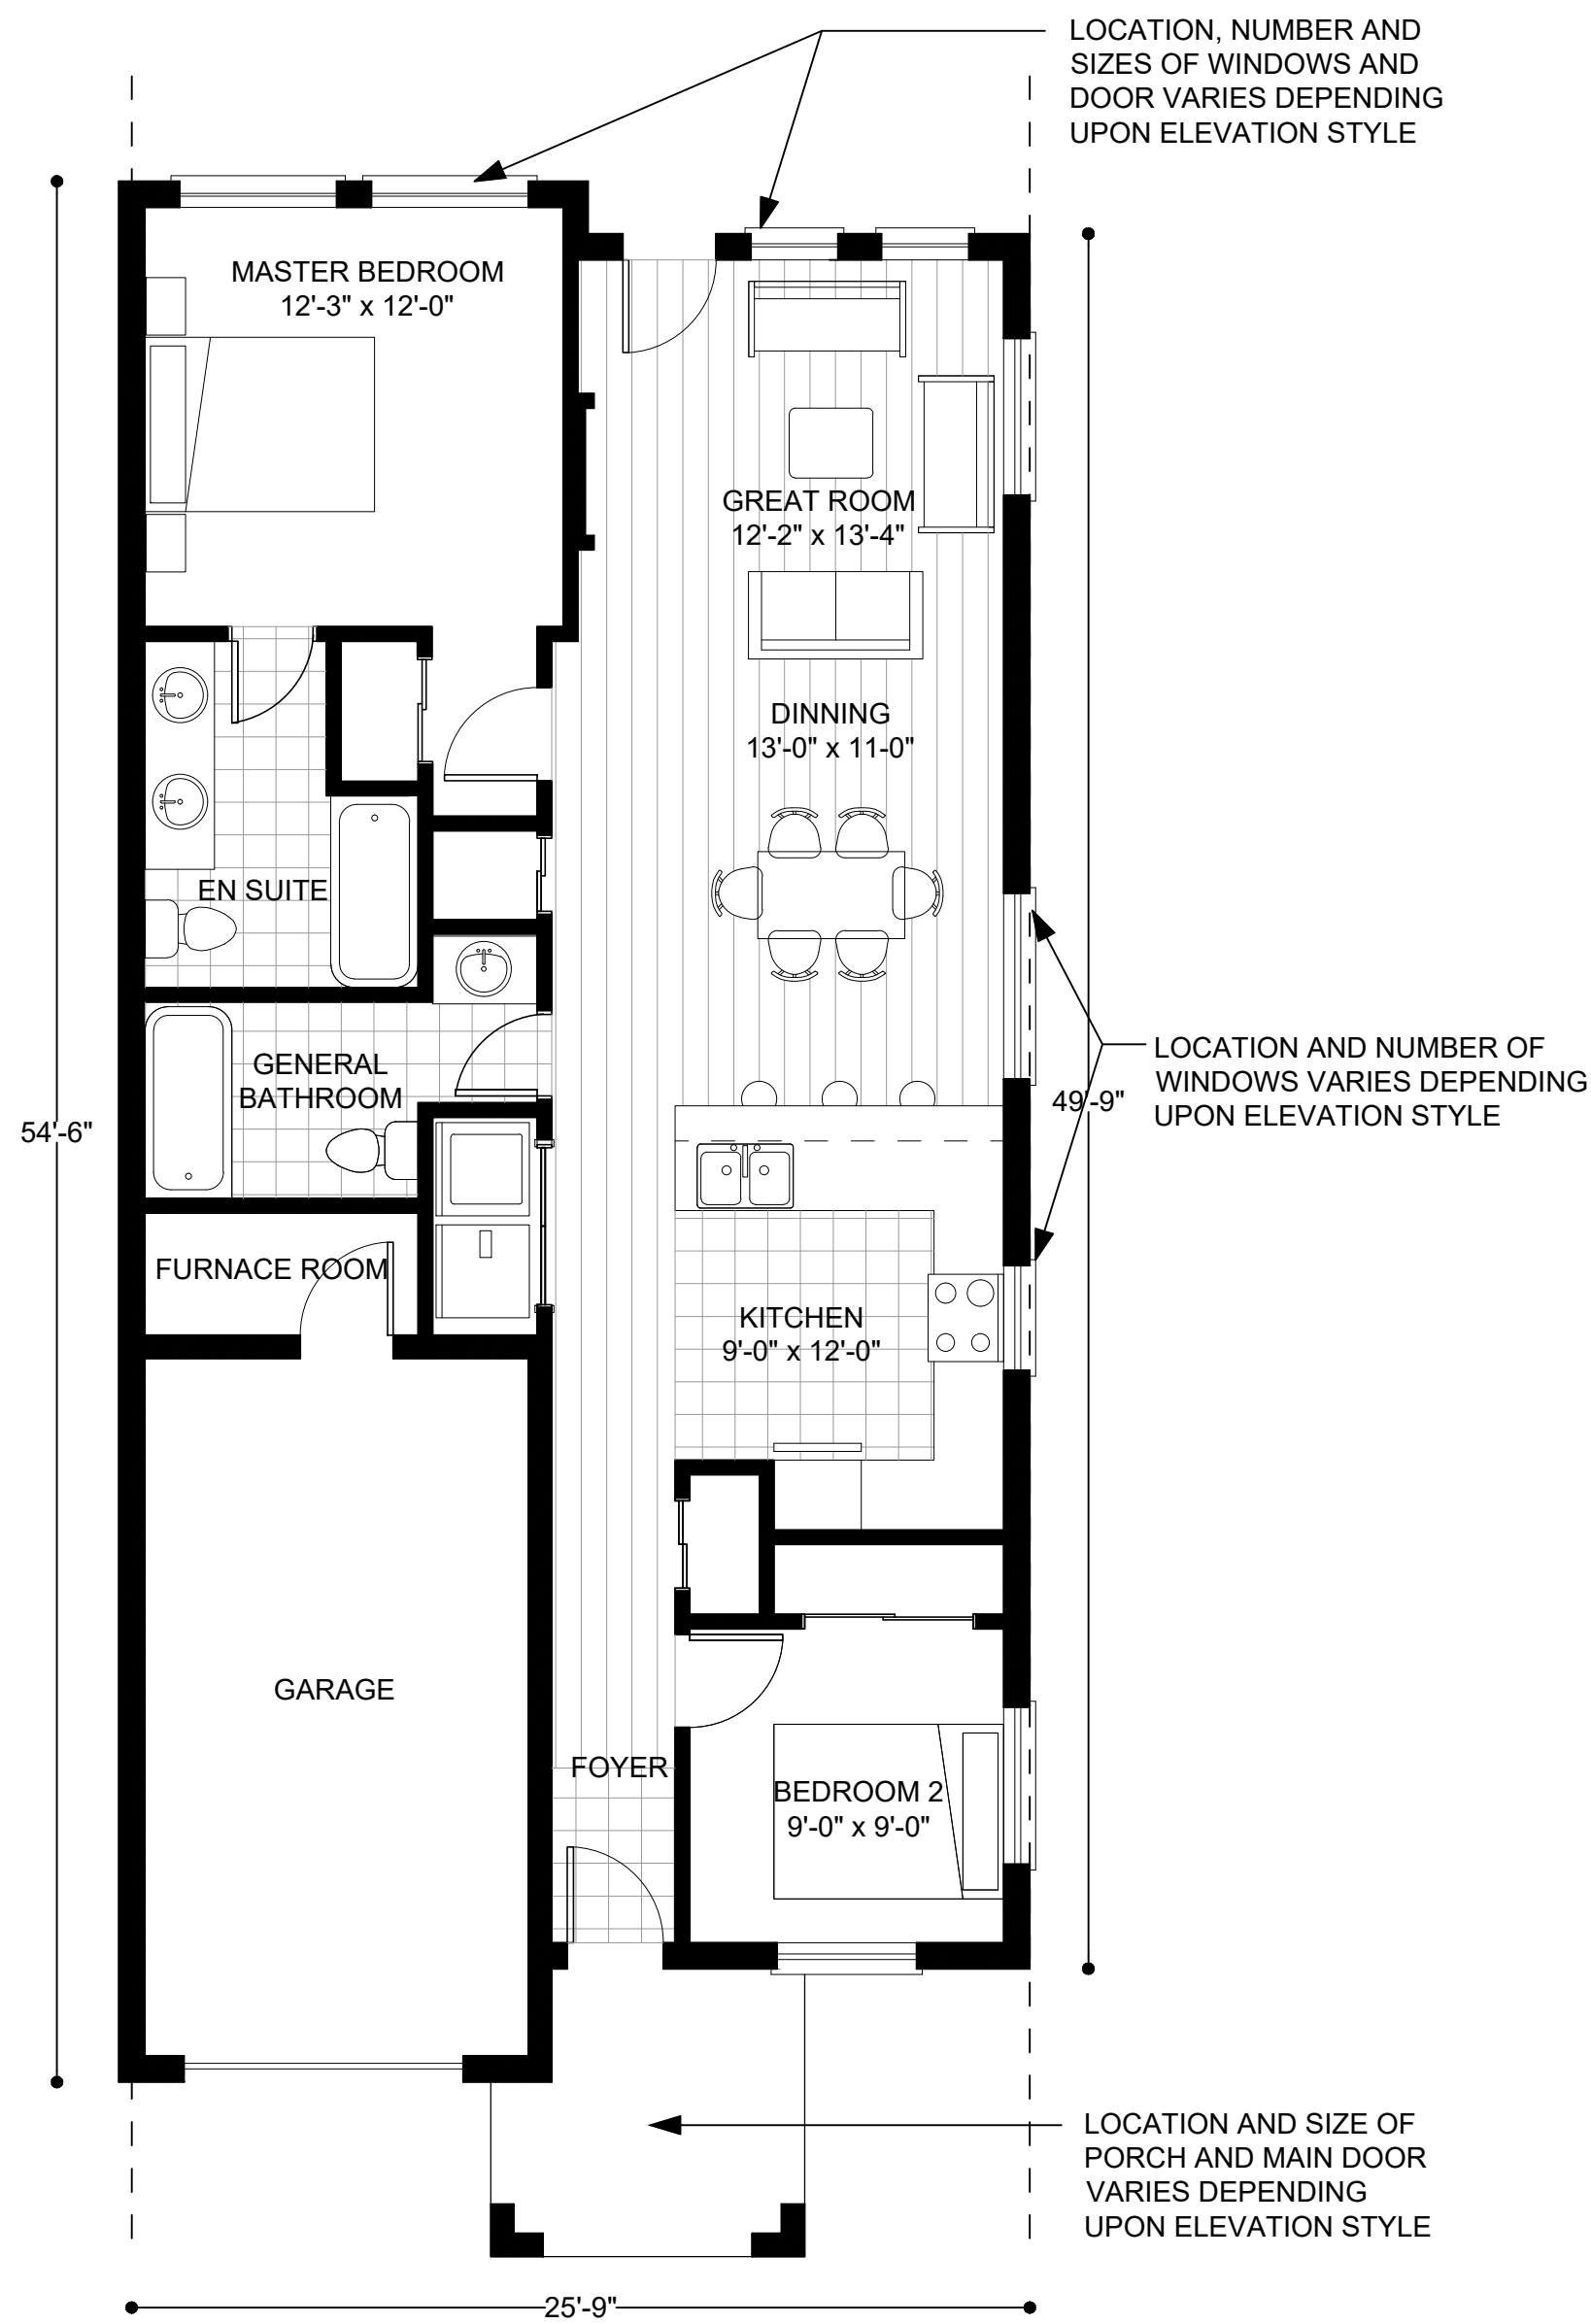 LOCATION, NUMBER AND
SIZES OF WINDOWS AND
DOOR VARIES DEPENDING
UPON ELEVATION STYLE
MASTER BEDROOM
12'-3" x 12'-0"
GREAT ROOM
12'-2" x 13'-4"
DINNING
13'-0" x 11-0"
EN SUITE
GENERAL
BATHROOM
LOCATION AND NUMBER OF
WINDOWS VARIES DEPENDING
UPON ELEVATION STYLE
49'-9"
54'-6"
FURNACE ROOM
KITCHEN
9'-0" x 12'-0"
GARAGE
FOYER
BEDROOM 2
9'-0" x 9'-0"
LOCATION AND SIZE OF
PORCH AND MAIN DOOR
VARIES DEPENDING
UPON ELEVATION STYLE
25'-9"